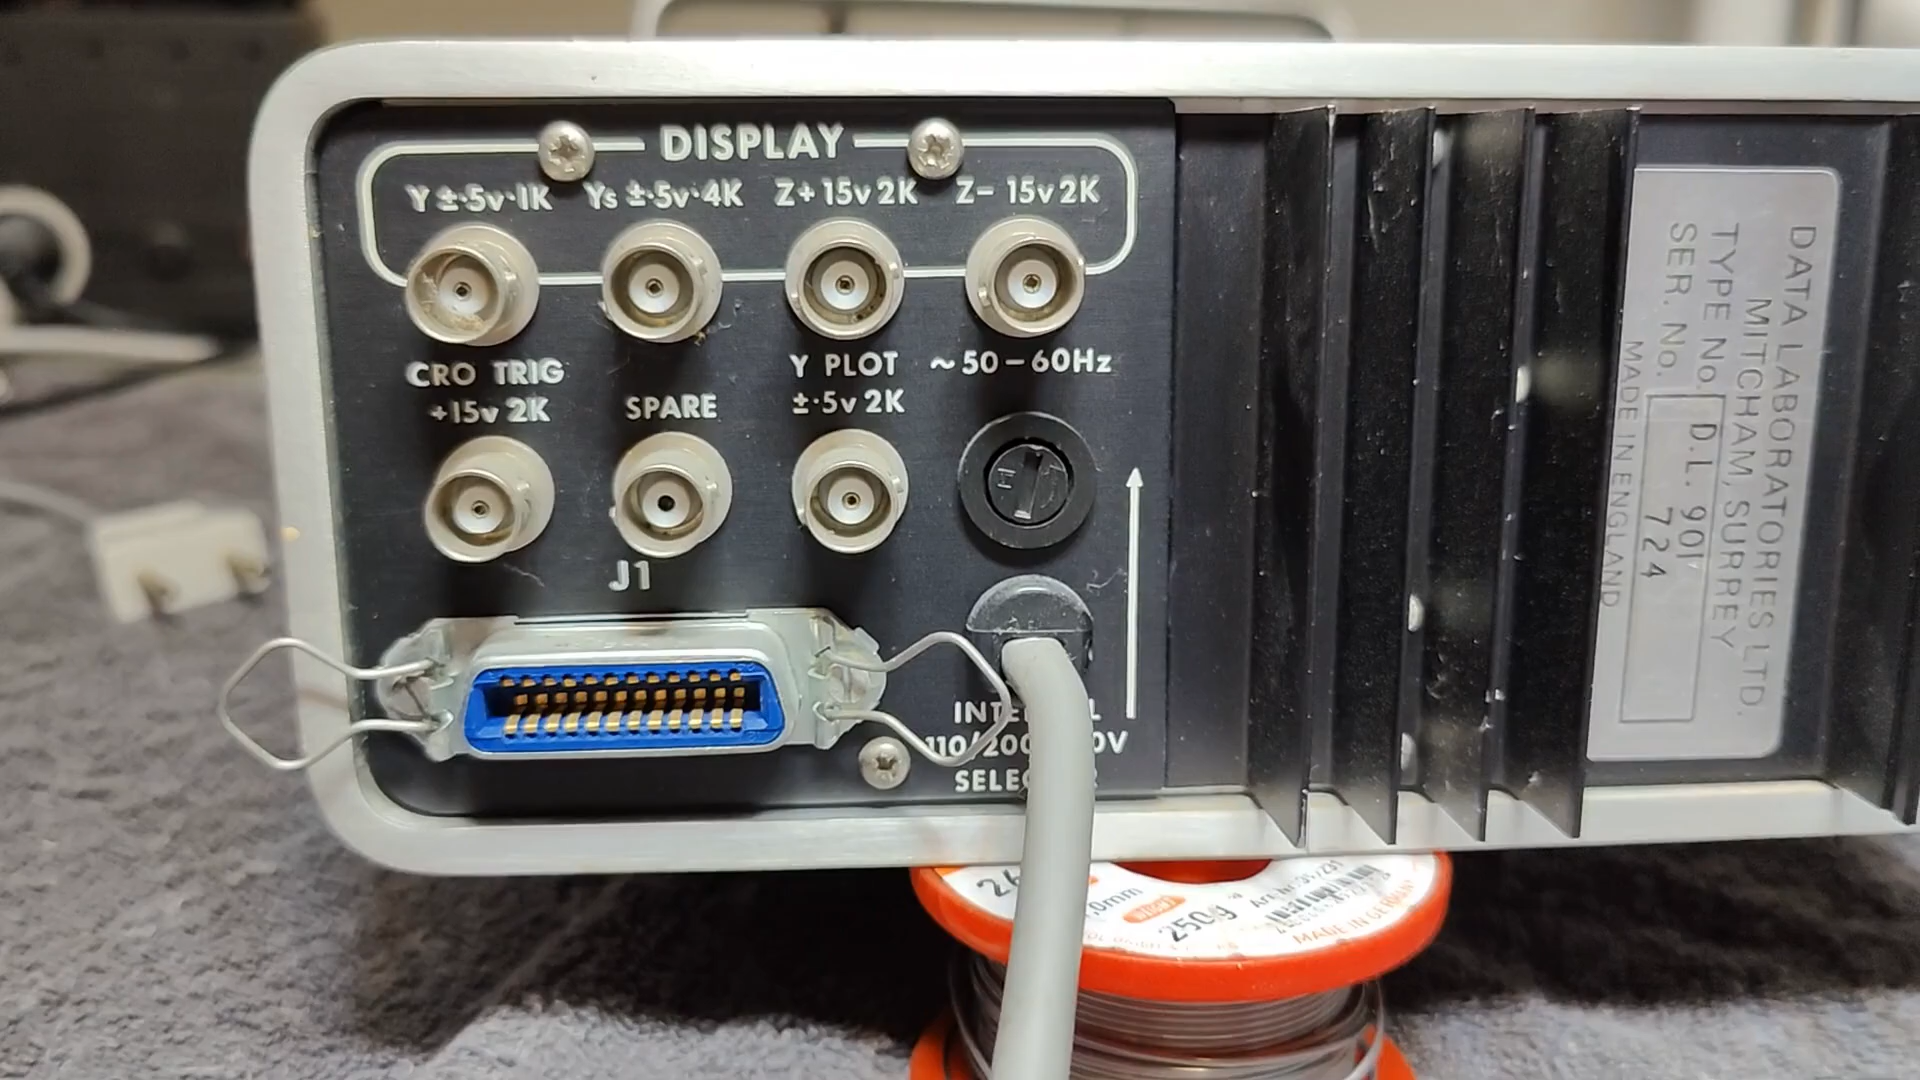 DISPLAY
Y ±·5v·1K
Ys ±·5v·4K
Z+ 15v 2K
Z- 15v 2K
CRO TRIG
+15v 2K
SPARE
Y PLOT
±·5v 2K
~ 50-60Hz
J1
110/200
DATA LABORATORIES LTD.
MITCHAM, SURREY
TYPE No. D.L. 901
SER. No. 724
MADE IN ENGLAND
250g
MADE IN GERMANY